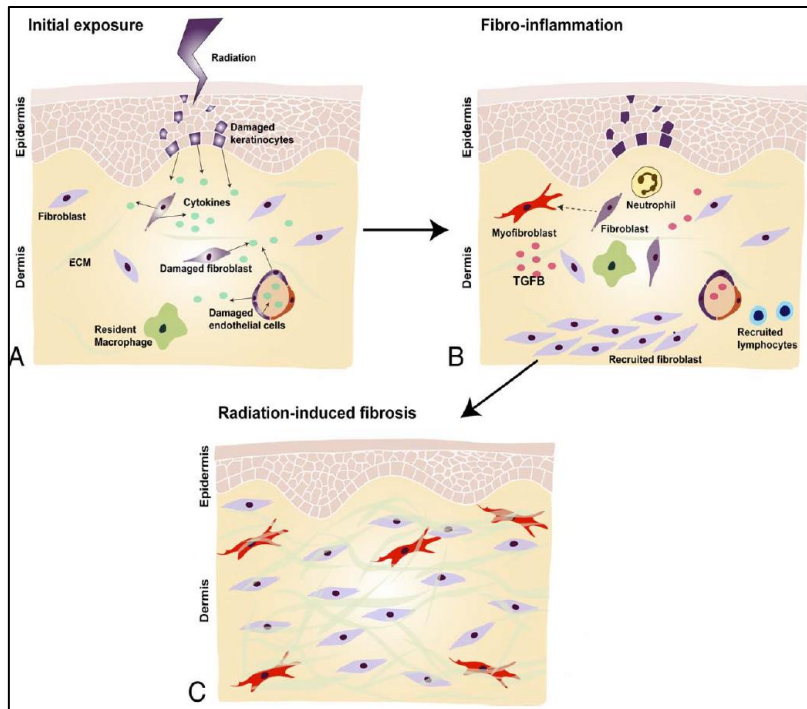 Initial exposure
Radiation
Epidermis
Damaged
keratinocytes
Cytokines
Fibroblast
Dermis
ECM
Damaged fibroblast
Damaged
endothelial cells
Resident
Macrophage
A
Fibro-inflammation
Epidermis
Neutrophil
Myofibroblast
Fibroblast
Dermis
TGFB
Recruited
lymphocytes
Recruited fibroblast
B
Radiation-induced fibrosis
Epidermis
Dermis
C